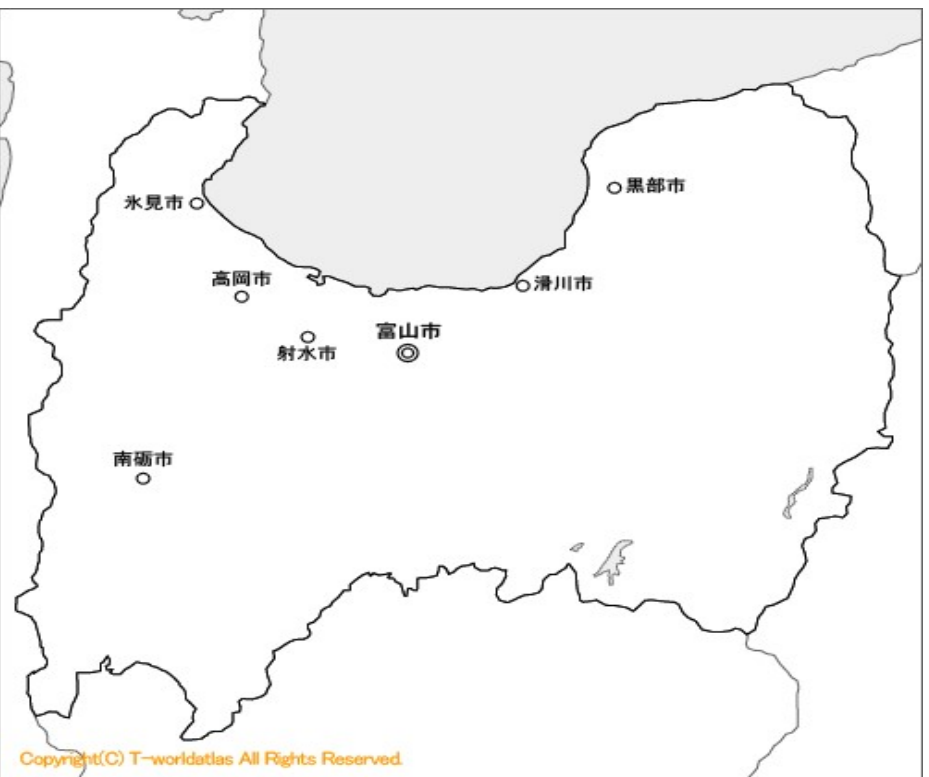 黒部市
氷見市
高岡市
滑川市
富山市
射水市
南砺市
Copyright(C) T-worldatlas All Rights Reserved.